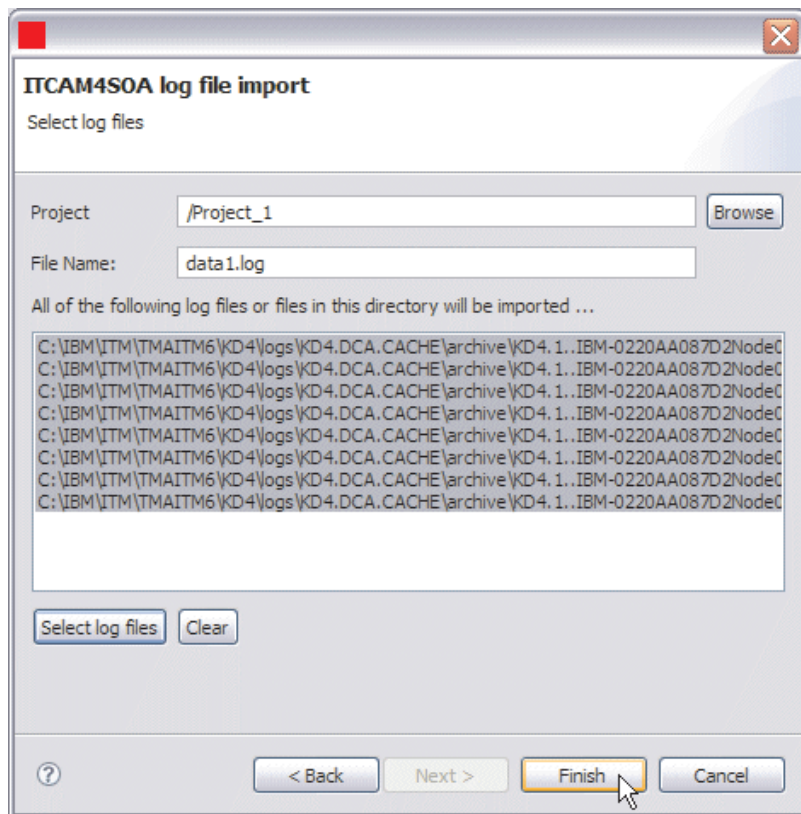 ITCAM4SOA log file import
Select log files
Project /Project_1 Browse
File Name: data1.log
All of the following log files or files in this directory will be imported ...
C:\IBM\ITM\TMAITM6\KD4\logs\KD4.DCA.CACHE\archive\KD4.1..IBM-0220AA087D2Node0
C:\IBM\ITM\TMAITM6\KD4\logs\KD4.DCA.CACHE\archive\KD4.1..IBM-0220AA087D2Node0
C:\IBM\ITM\TMAITM6\KD4\logs\KD4.DCA.CACHE\archive\KD4.1..IBM-0220AA087D2Node0
C:\IBM\ITM\TMAITM6\KD4\logs\KD4.DCA.CACHE\archive\KD4.1..IBM-0220AA087D2Node0
C:\IBM\ITM\TMAITM6\KD4\logs\KD4.DCA.CACHE\archive\KD4.1..IBM-0220AA087D2Node0
C:\IBM\ITM\TMAITM6\KD4\logs\KD4.DCA.CACHE\archive\KD4.1..IBM-0220AA087D2Node0
C:\IBM\ITM\TMAITM6\KD4\logs\KD4.DCA.CACHE\archive\KD4.1..IBM-0220AA087D2Node0
C:\IBM\ITM\TMAITM6\KD4\logs\KD4.DCA.CACHE\archive\KD4.1..IBM-0220AA087D2Node0
Select log files Clear
? < Back Next > Finish Cancel